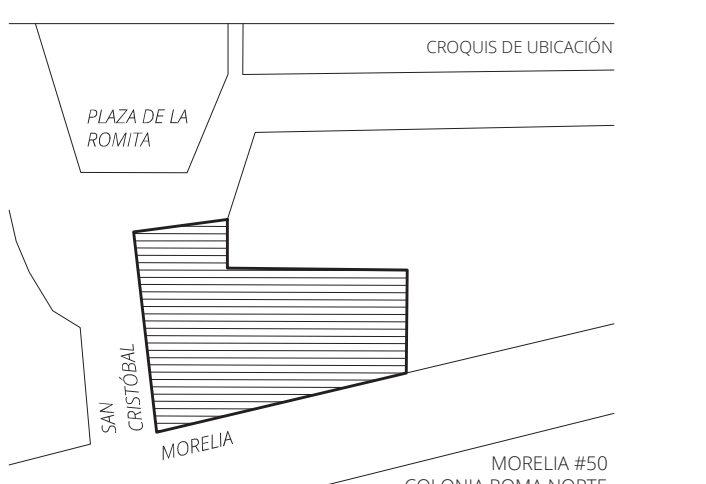 CROQUIS DE UBICACIÓN
PLAZA DE LA
ROMITA
SAN
CRISTÓBAL
MORELIA
MORELIA #50
COLONIA ROMA NORTE